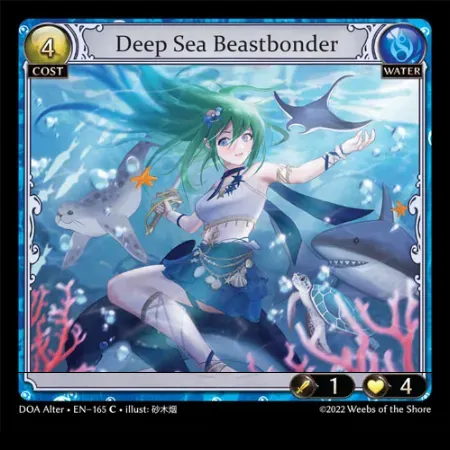 4
COST
Deep Sea Beastbonder
WATER
1
4
DOA Alter • EN-165 C • illust: 砂木烟
©2022 Weebs of the Shore